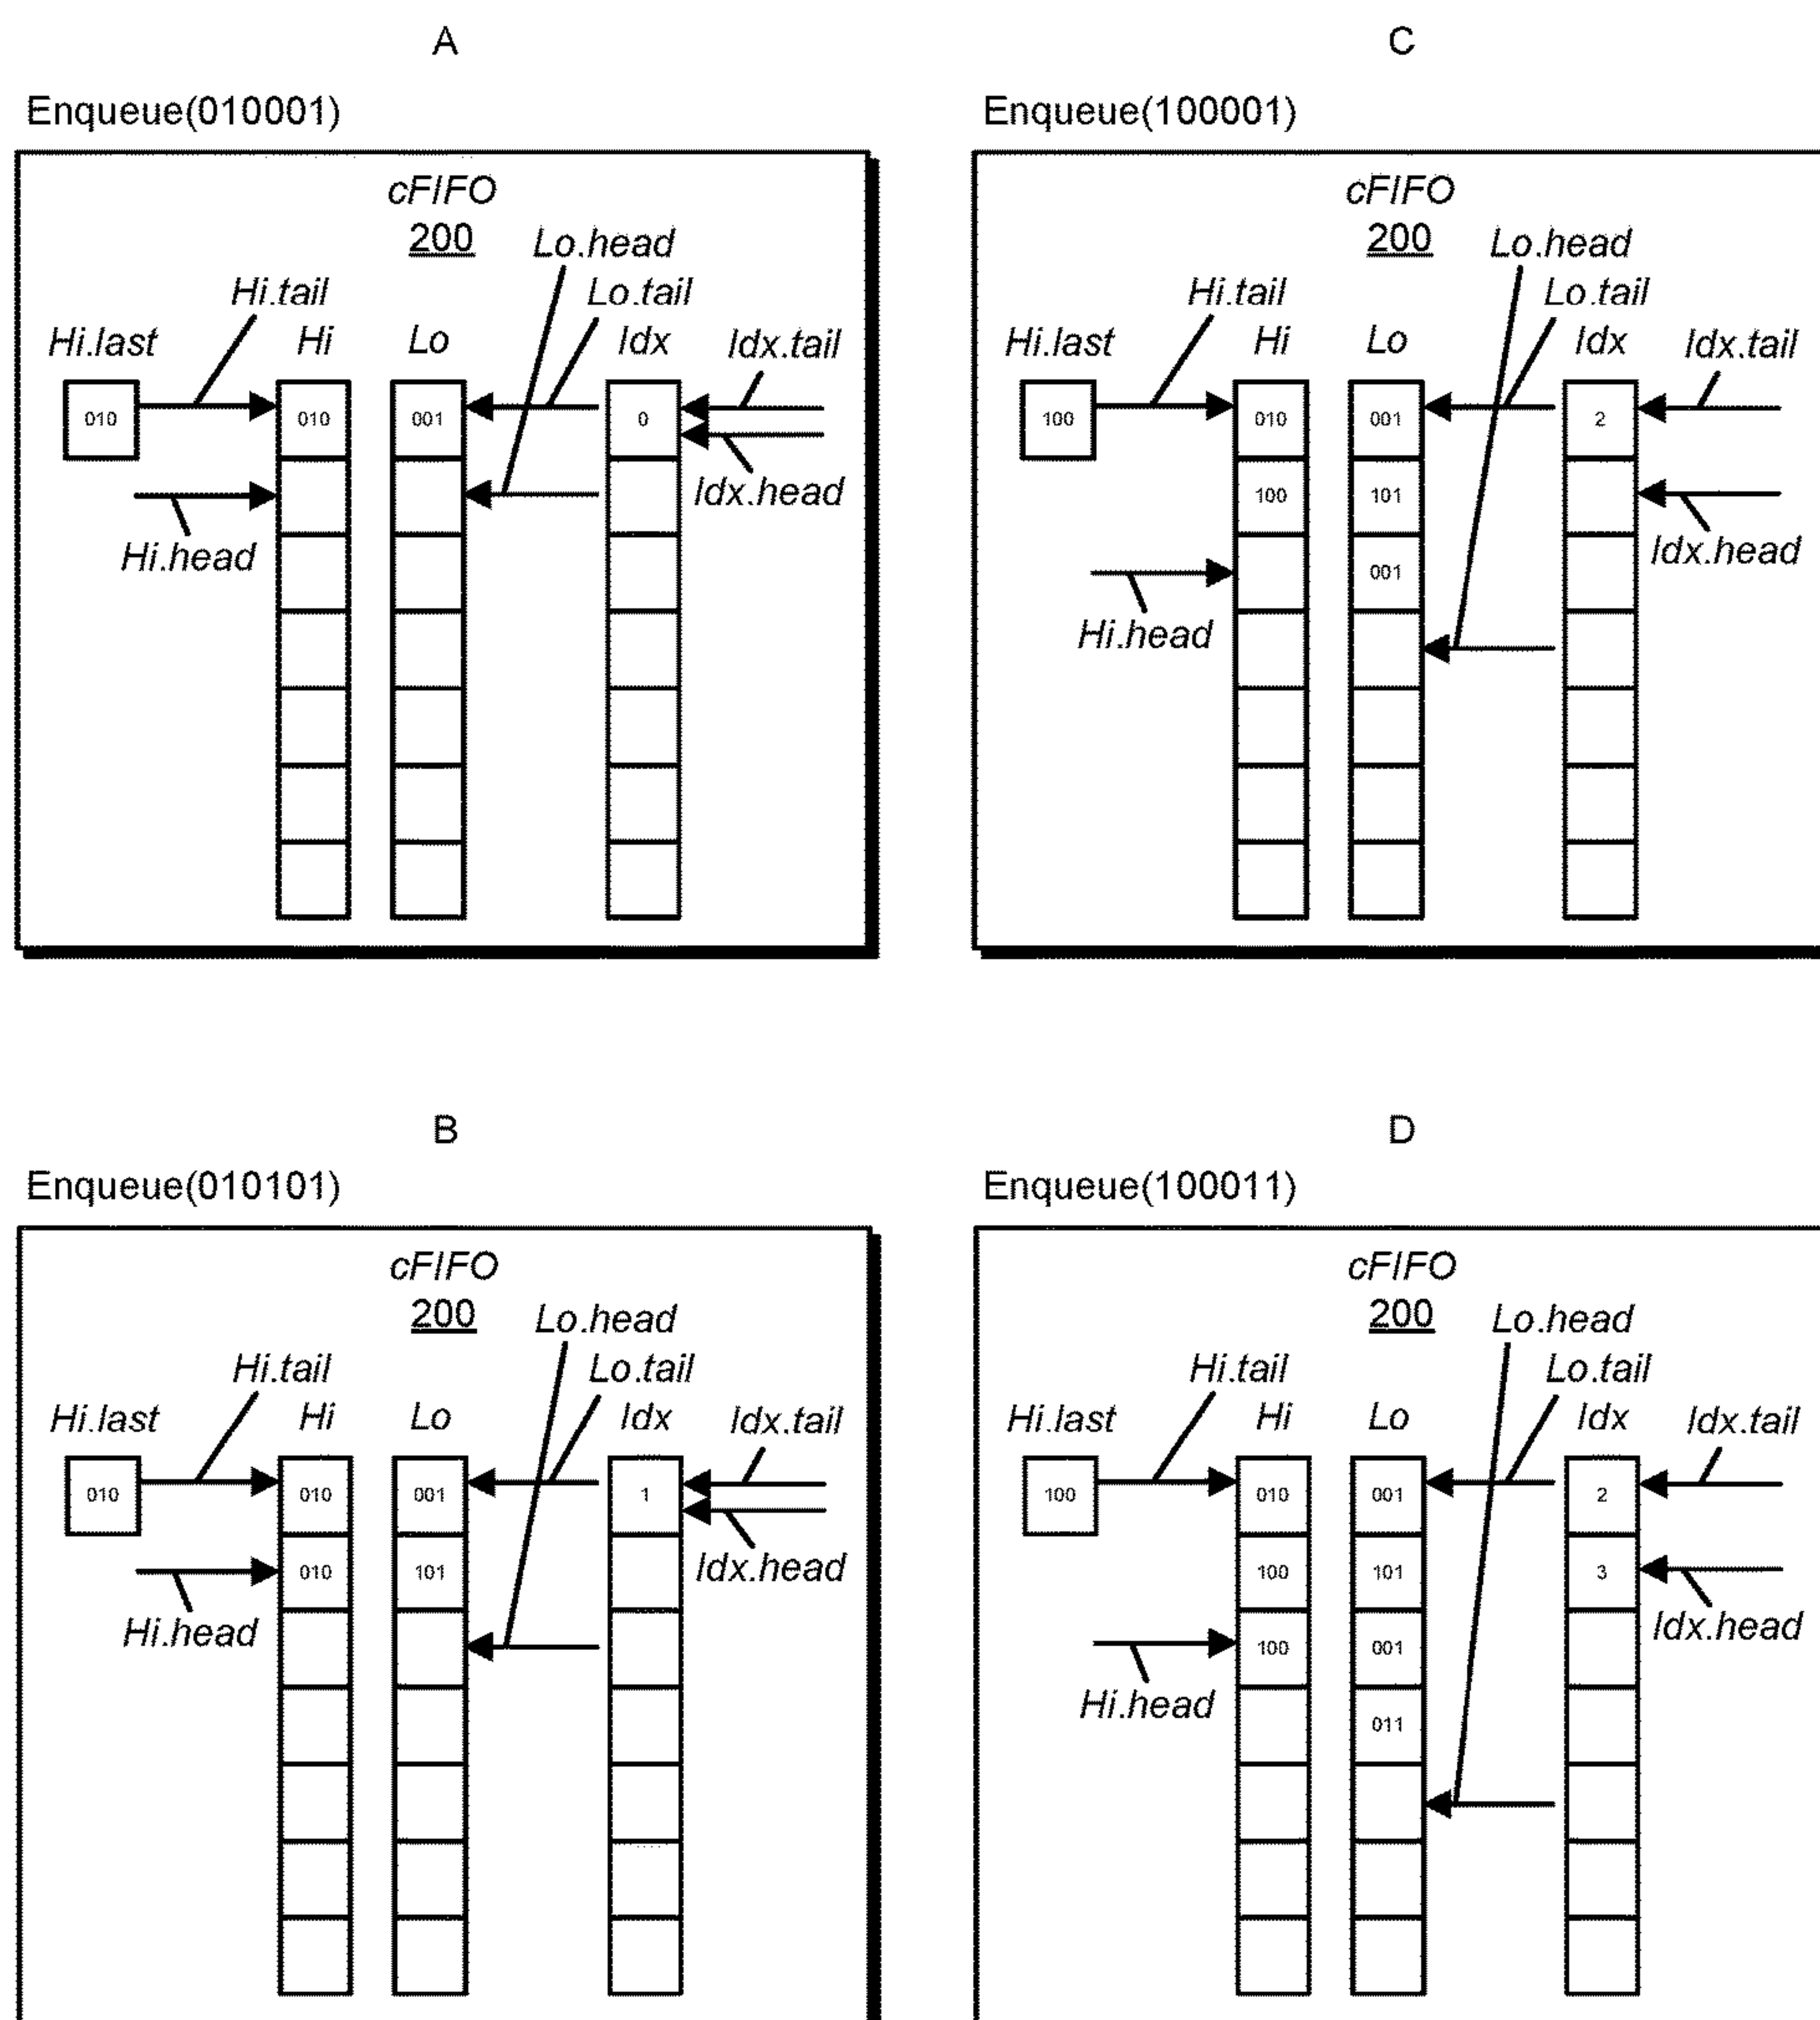 A
Enqueue(010001)
cFIFO
200
Lo.head
Hi.tail
Lo.tail
Hi.last
Hi
Lo
Idx
Idx.tail
010
010
001
0
Idx.head
Hi.head
C
Enqueue(100001)
cFIFO
200
Lo.head
Hi.tail
Lo.tail
Hi.last
Hi
Lo
Idx
Idx.tail
100
010
001
2
100
101
Idx.head
001
Hi.head
B
Enqueue(010101)
cFIFO
200
Lo.head
Hi.tail
Lo.tail
Hi.last
Hi
Lo
Idx
Idx.tail
010
010
001
1
010
101
Idx.head
Hi.head
D
Enqueue(100011)
cFIFO
200
Lo.head
Hi.tail
Lo.tail
Hi.last
Hi
Lo
Idx
Idx.tail
100
010
001
2
100
101
3
Idx.head
100
001
Hi.head
011